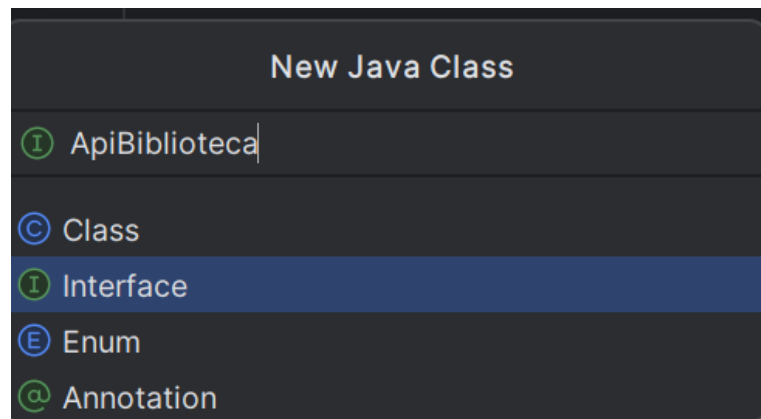 New Java Class
I ApiBiblioteca
C Class
I Interface
E Enum
@ Annotation